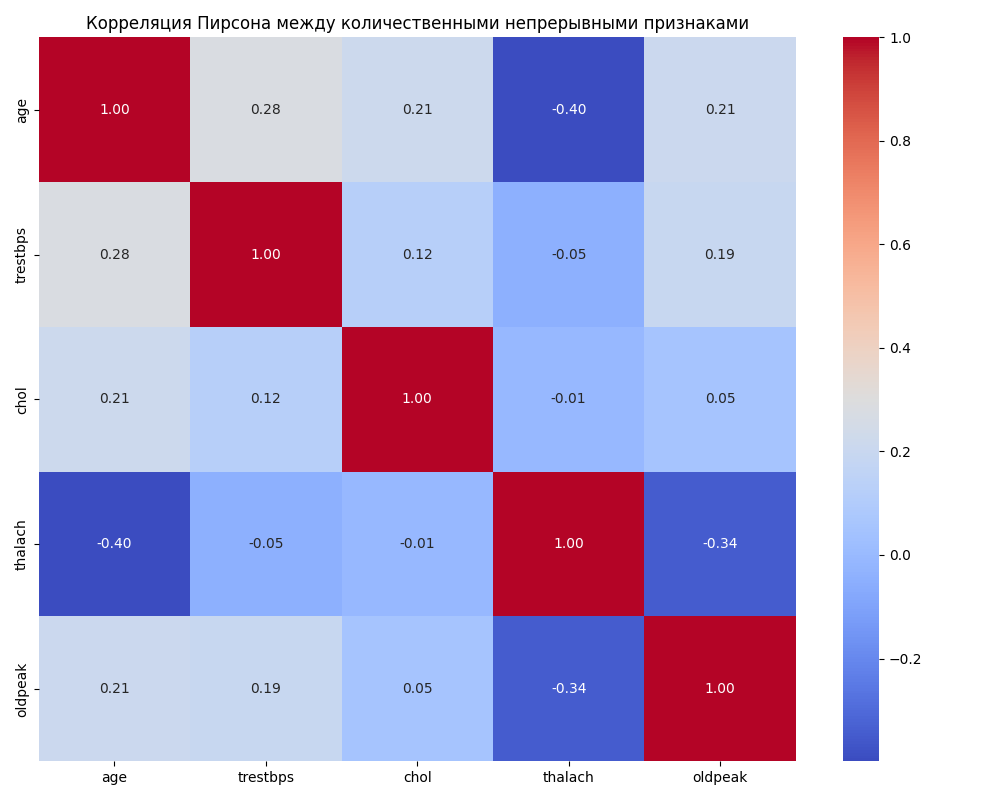 Корреляция Пирсона между количественными непрерывными признаками
age 1.00 0.28 0.21 -0.40 0.21
trestbps 0.28 1.00 0.12 -0.05 0.19
chol 0.21 0.12 1.00 -0.01 0.05
thalach -0.40 -0.05 -0.01 1.00 -0.34
oldpeak 0.21 0.19 0.05 -0.34 1.00
age trestbps chol thalach oldpeak
1.0
0.8
0.6
0.4
0.2
0.0
−0.2